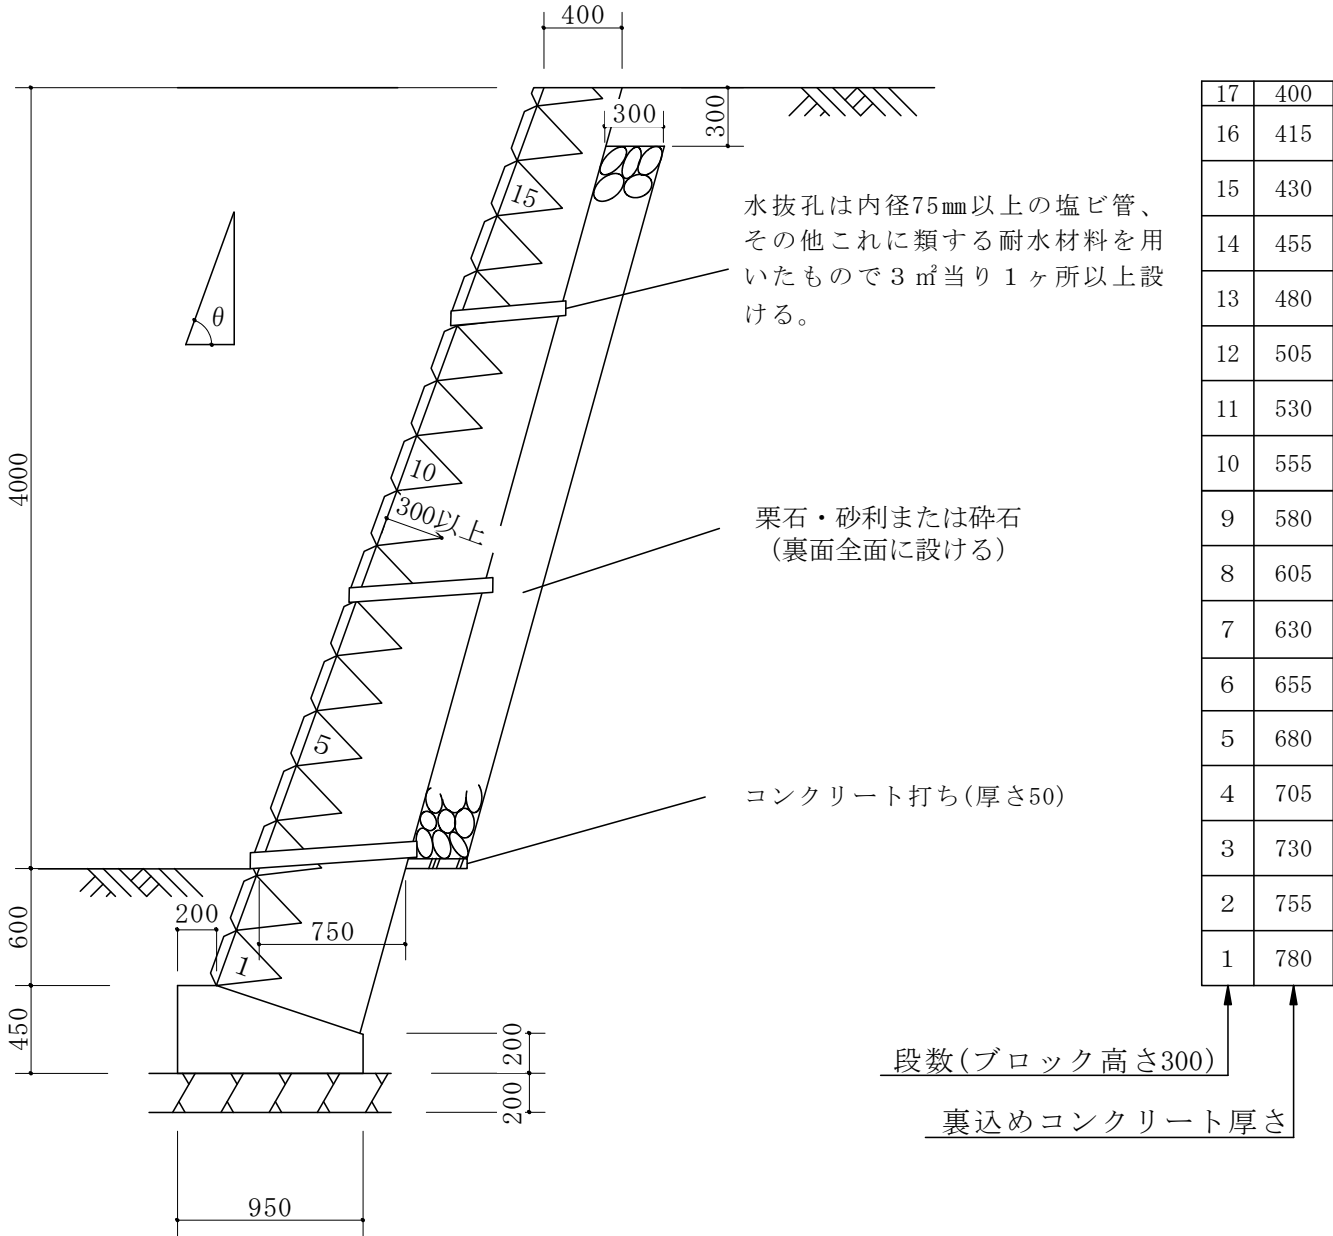 400
300
300
15
水抜孔は内径75㎜以上の塩ビ管、
その他これに類する耐水材料を用
いたもので３㎡当り１ヶ所以上設
ける。
θ
4000
10
300以上
栗石・砂利または砕石
(裏面全面に設ける)
5
コンクリート打ち(厚さ50)
600
200
750
1
450
200
200
950
17 400
16 415
15 430
14 455
13 480
12 505
11 530
10 555
9 580
8 605
7 630
6 655
5 680
4 705
3 730
2 755
1 780
段数(ブロック高さ300)
裏込めコンクリート厚さ